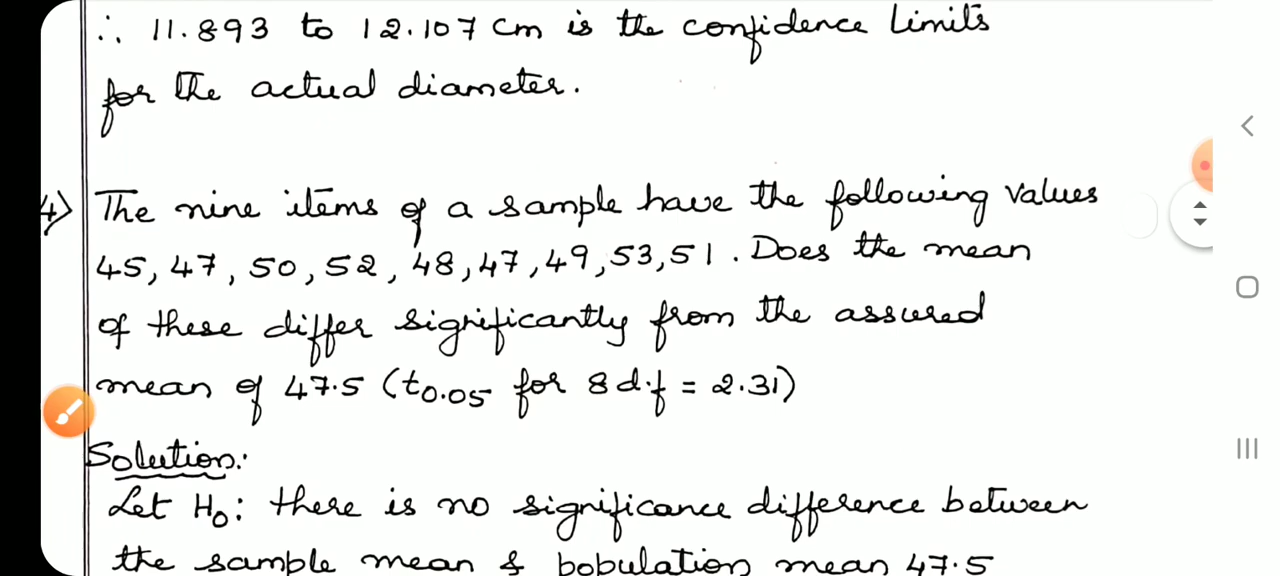 ∴ 11.893 to 12.107 cm is the confidence limits
for the actual diameter.
4) The nine items of a sample have the following values
45, 47, 50, 52, 48, 47, 49, 53, 51. Does the mean
of these differ significantly from the assured
mean of 47.5 (t0.05 for 8 d.f = 2.31)
Solution:
Let H0: there is no significance difference between
the sample mean & bobulation mean 47.5